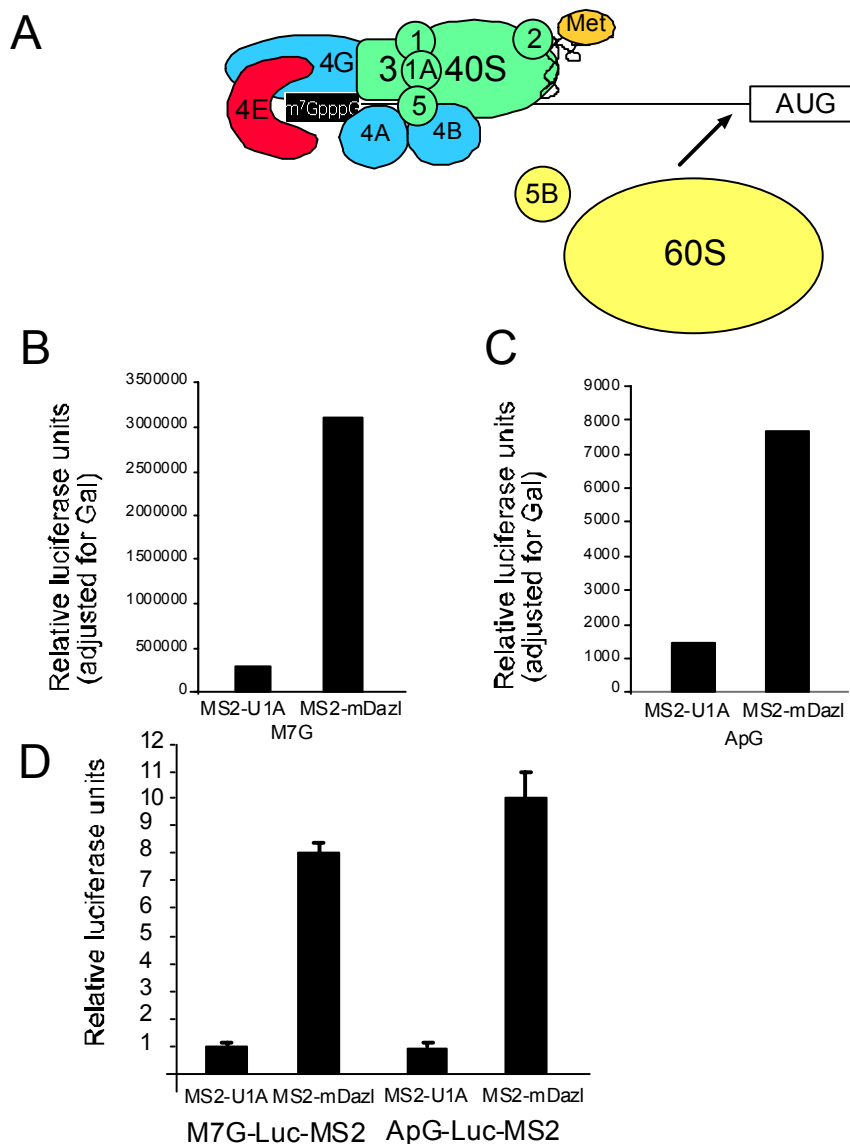 A
Met
1
2
4G
3
1A
40S
4E
m⁷GpppG
5
4A
4B
AUG
5B
60S
B
Relative luciferase units
(adjusted for Gal)
3500000
3000000
2500000
2000000
1500000
1000000
500000
0
MS2-U1A MS2-mDazl
M7G
C
Relative luciferase units
(adjusted for Gal)
9000
8000
7000
6000
5000
4000
3000
2000
1000
0
MS2-U1A MS2-mDazl
ApG
D
Relative luciferase units
12
11
10
9
8
7
6
5
4
3
2
1
MS2-U1A MS2-mDazl MS2-U1A MS2-mDazl
M7G-Luc-MS2 ApG-Luc-MS2